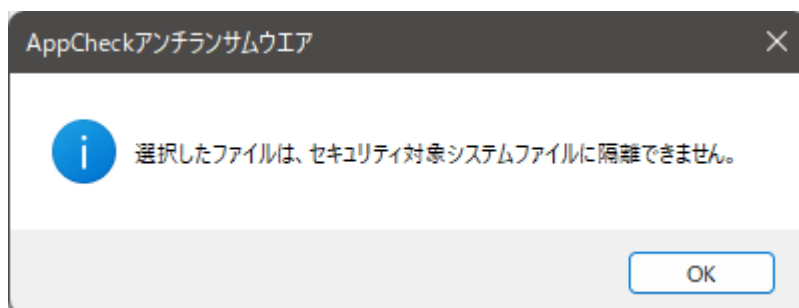 AppCheckアンチランサムウエア
選択したファイルは、セキュリティ対象システムファイルに隔離できません。
OK